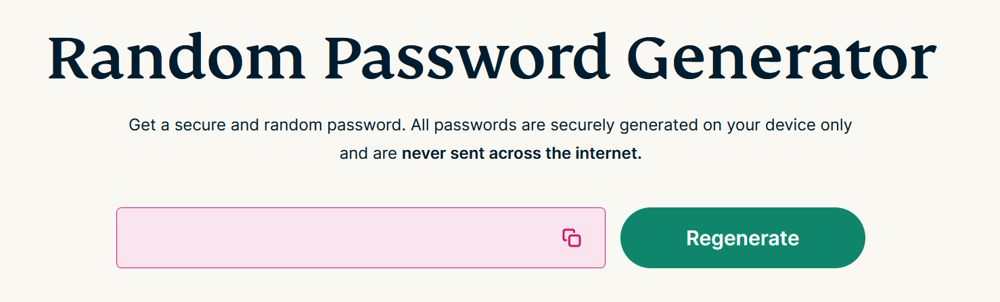 Random Password Generator
Get a secure and random password. All passwords are securely generated on your device only
and are never sent across the internet.
Regenerate